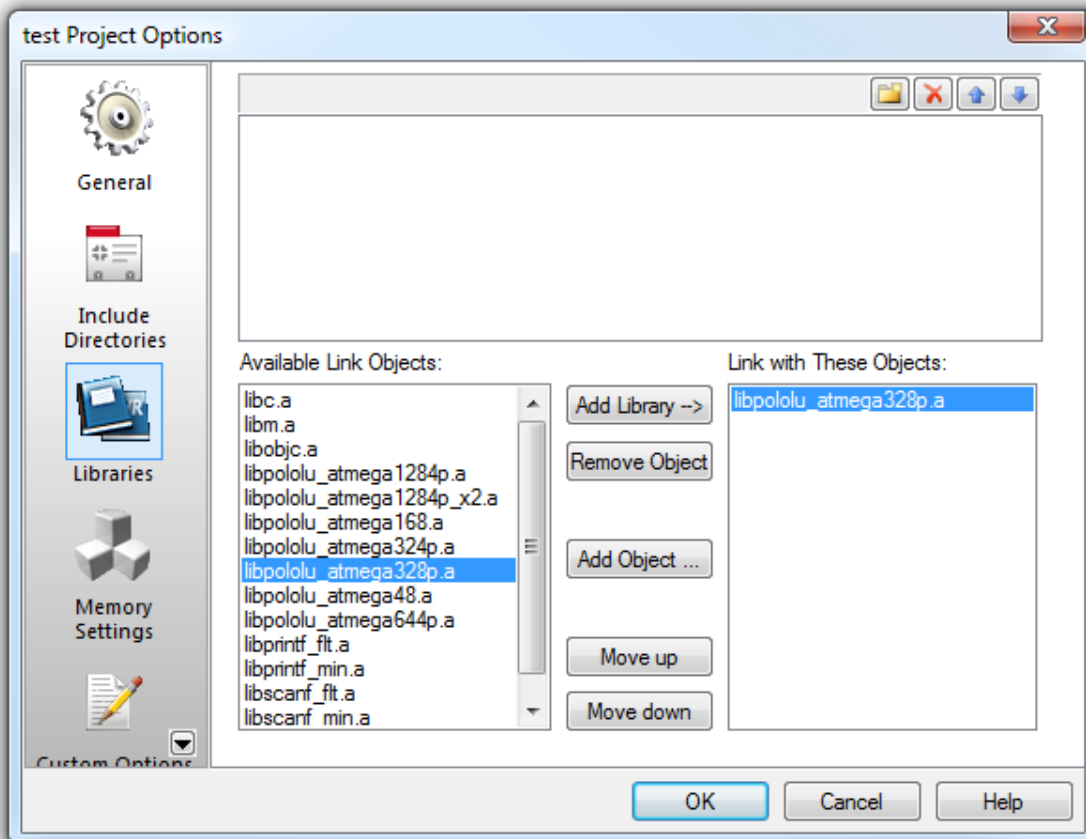 test Project Options
General
Include
Directories
Libraries
Memory
Settings
Custom Options
Available Link Objects:
libc.a
libm.a
libobjc.a
libpololu_atmega1284p.a
libpololu_atmega1284p_x2.a
libpololu_atmega168.a
libpololu_atmega324p.a
libpololu_atmega328p.a
libpololu_atmega48.a
libpololu_atmega644p.a
libprintf_flt.a
libprintf_min.a
libscanf_flt.a
libscanf_min.a
Add Library -->
Remove Object
Add Object ...
Move up
Move down
Link with These Objects:
libpololu_atmega328p.a
OK
Cancel
Help